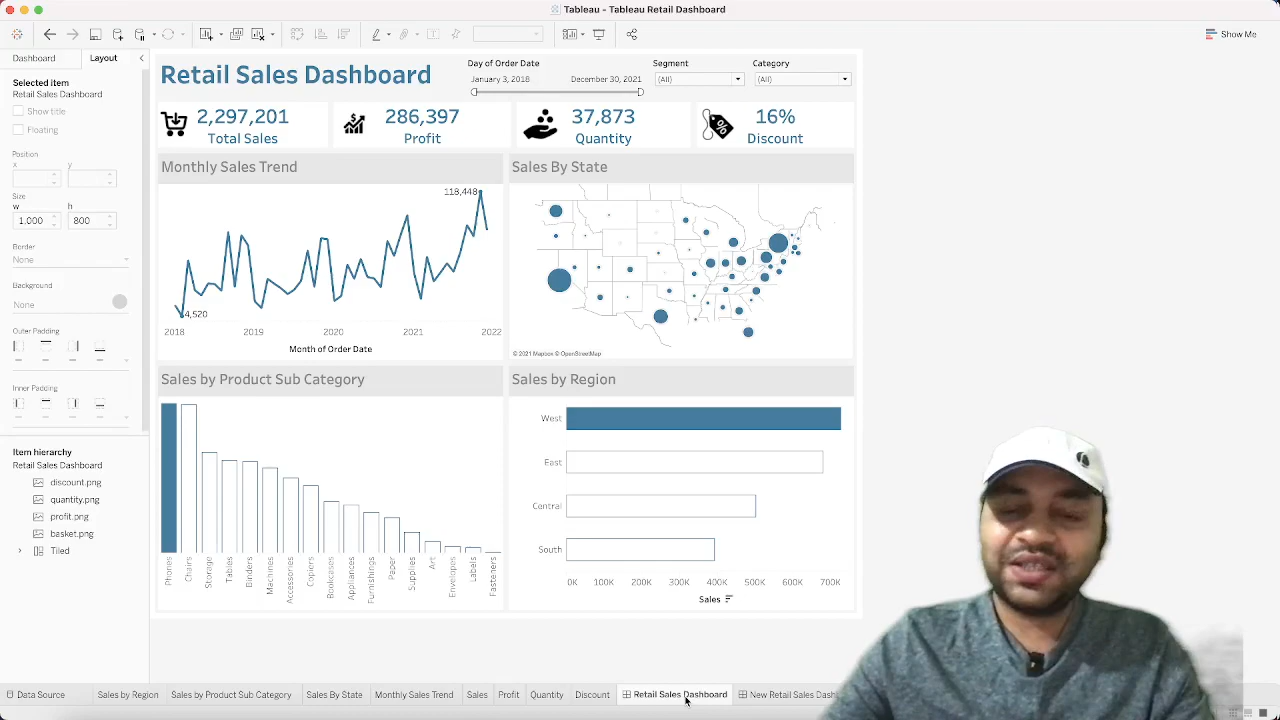 Tableau - Tableau Retail Dashboard
Show Me
Dashboard
Layout
Selected item
Retail Sales Dashboard
Show title
Floating
Position
x
y
Size
w
h
1,000
800
Border
None
Background
None
Outer Padding
Inner Padding
Item hierarchy
Retail Sales Dashboard
discount.png
quantity.png
profit.png
basket.png
Tiled
Retail Sales Dashboard
Day of Order Date
January 3, 2018
December 30, 2021
Segment
(All)
Category
(All)
2,297,201
Total Sales
286,397
Profit
37,873
Quantity
16%
Discount
Monthly Sales Trend
118,448
4,520
2018 2019 2020 2021 2022
Month of Order Date
Sales By State
© 2021 Mapbox © OpenStreetMap
Sales by Product Sub Category
Phones
Chairs
Storage
Tables
Binders
Machines
Accessories
Copiers
Bookcases
Appliances
Furnishings
Paper
Supplies
Art
Envelopes
Labels
Fasteners
Sales by Region
West
East
Central
South
0K 100K 200K 300K 400K 500K 600K 700K
Sales
Data Source
Sales by Region
Sales by Product Sub Category
Sales By State
Monthly Sales Trend
Sales
Profit
Quantity
Discount
Retail Sales Dashboard
New Retail Sales Dashb